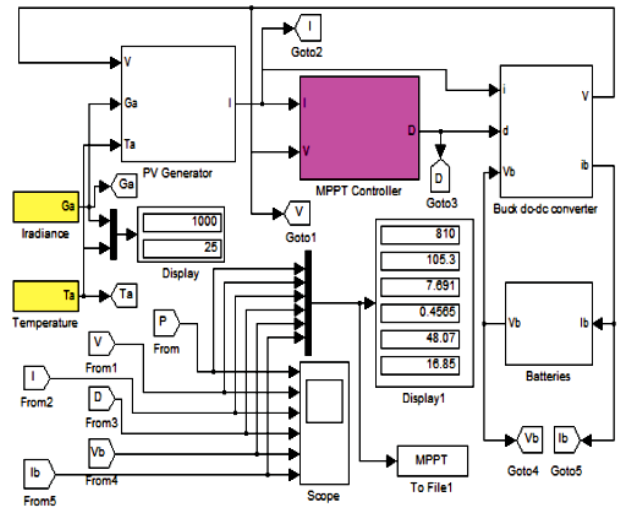 I
Goto2
V
Ga
Ta
I
PV Generator
I
V
D
MPPT Controller
i
d
Vb
V
ib
Buck dc-dc converter
Ga
Irradiance
Ga
1000
25
Display
V
Goto1
D
Goto3
Ta
Temperature
Ta
P
From
V
From1
I
From2
D
From3
Vb
From4
Ib
From5
Scope
810
105.3
7.691
0.4565
48.07
16.85
Display1
MPPT
To File1
Vb
Ib
Batteries
Vb
Goto4
Ib
Goto5